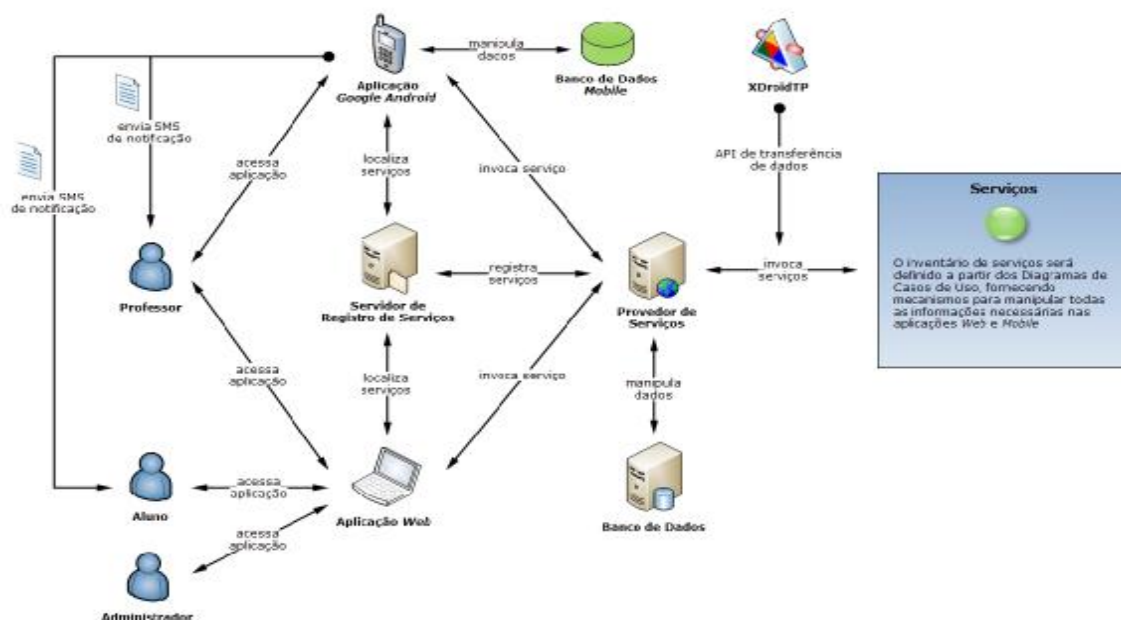 manipula
dados
Aplicação
Google Android
Banco de Dados
Mobile
XDroidTP
envia SMS
de notificação
envia SMS
de notificação
acessa
aplicação
localiza
serviços
invoca serviço
API de transferência
de dados
Serviços
O inventário de serviços será
definido a partir dos Diagramas de
Casos de Uso, fornecendo
mecanismos para manipular todas
as informações necessárias nas
aplicações Web e Mobile
Professor
Servidor de
Registro de Serviços
registra
serviços
Provedor de
Serviços
invoca
serviços
acessa
aplicação
localiza
serviços
invoca serviço
manipula
dados
Aluno
acessa
aplicação
Aplicação Web
Banco de Dados
acessa
aplicação
Administrador